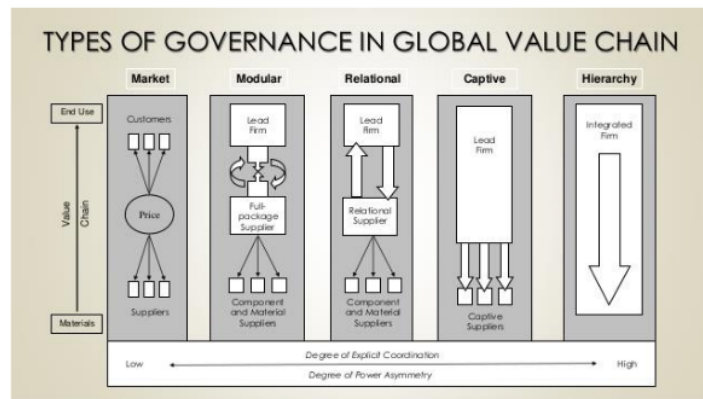 TYPES OF GOVERNANCE IN GLOBAL VALUE CHAIN
Market
Modular
Relational
Captive
Hierarchy
End Use
Value
Chain
Materials
Customers
Price
Suppliers
Lead
Firm
Full-
package
Supplier
Component
and Material
Suppliers
Lead
Firm
Relational
Supplier
Component
and Material
Suppliers
Lead
Firm
Captive
Suppliers
Integrated
Firm
Low
Degree of Explicit Coordination
Degree of Power Asymmetry
High